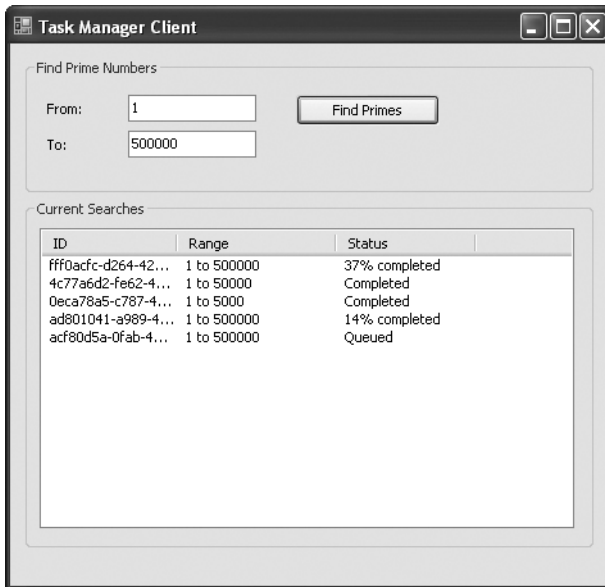 Task Manager Client
Find Prime Numbers
From: 1 Find Primes
To: 500000
Current Searches
ID Range Status
fff0acfc-d264-42... 1 to 500000 37% completed
4c77a6d2-fe62-4... 1 to 50000 Completed
0eca78a5-c787-4... 1 to 5000 Completed
ad801041-a989-4... 1 to 500000 14% completed
acf80d5a-0fab-4... 1 to 500000 Queued